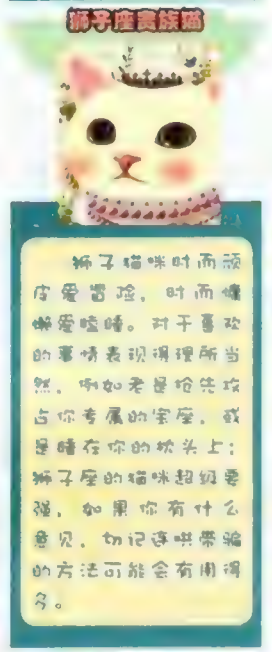 狮子座贵族猫
狮子猫咪时而顽
皮爱冒险，时而慵
懒爱瞌睡。对于喜欢
的事情表现得理所当
然，例如老是抢先攻
占你专属的宝座，或
是睡在你的枕头上；
狮子座的猫咪超级要
强，如果你有什么
意见，切记连哄带骗
的方法可能会有用得
多。